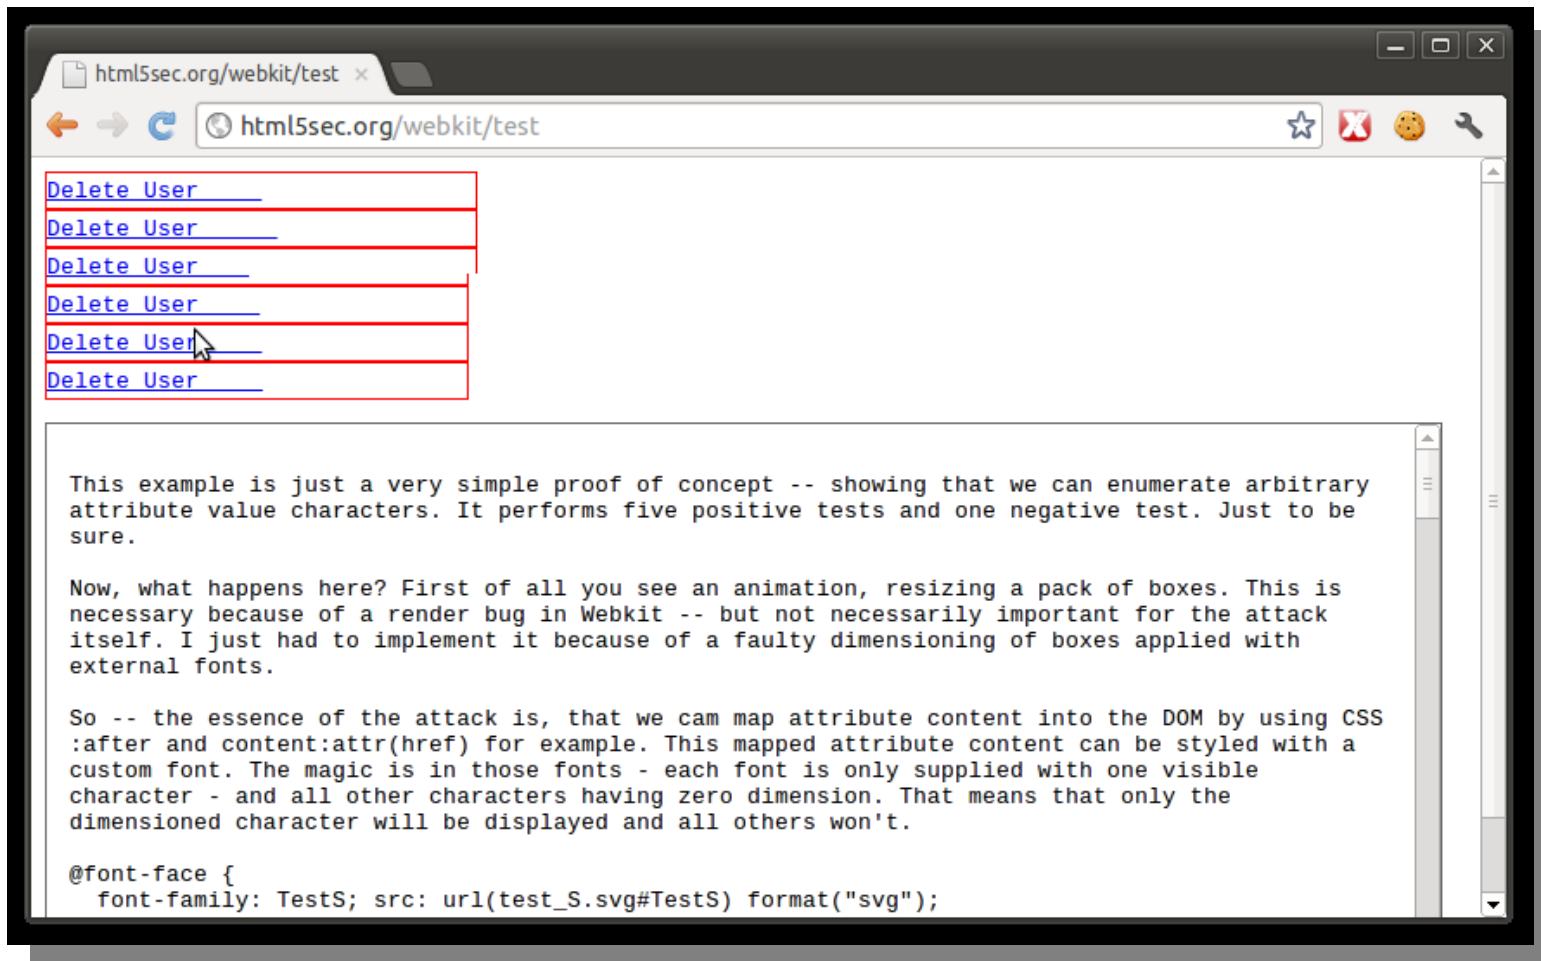 html5sec.org/webkit/test
html5sec.org/webkit/test
Delete User
Delete User
Delete User
Delete User
Delete User
Delete User
This example is just a very simple proof of concept -- showing that we can enumerate arbitrary
attribute value characters. It performs five positive tests and one negative test. Just to be
sure.
Now, what happens here? First of all you see an animation, resizing a pack of boxes. This is
necessary because of a render bug in Webkit -- but not necessarily important for the attack
itself. I just had to implement it because of a faulty dimensioning of boxes applied with
external fonts.
So -- the essence of the attack is, that we cam map attribute content into the DOM by using CSS
:after and content:attr(href) for example. This mapped attribute content can be styled with a
custom font. The magic is in those fonts - each font is only supplied with one visible
character - and all other characters having zero dimension. That means that only the
dimensioned character will be displayed and all others won't.
@font-face {
font-family: TestS; src: url(test_S.svg#TestS) format("svg");